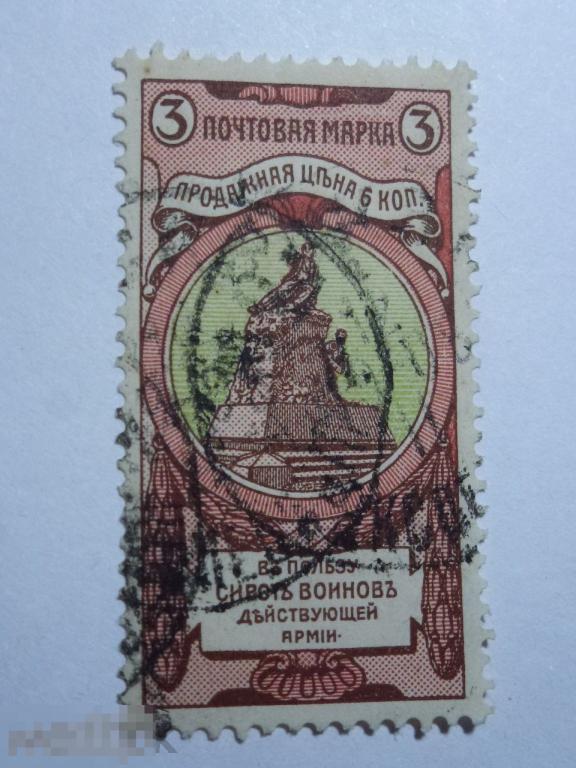 3 ПОЧТОВАЯ МАРКА 3
ПРОДАЖНАЯ ЦѢНА 6 КОП.
ВЪ ПОЛЬЗУ
СИРОТЪ ВОИНОВЪ
ДѢЙСТВУЮЩЕЙ
АРМІИ·